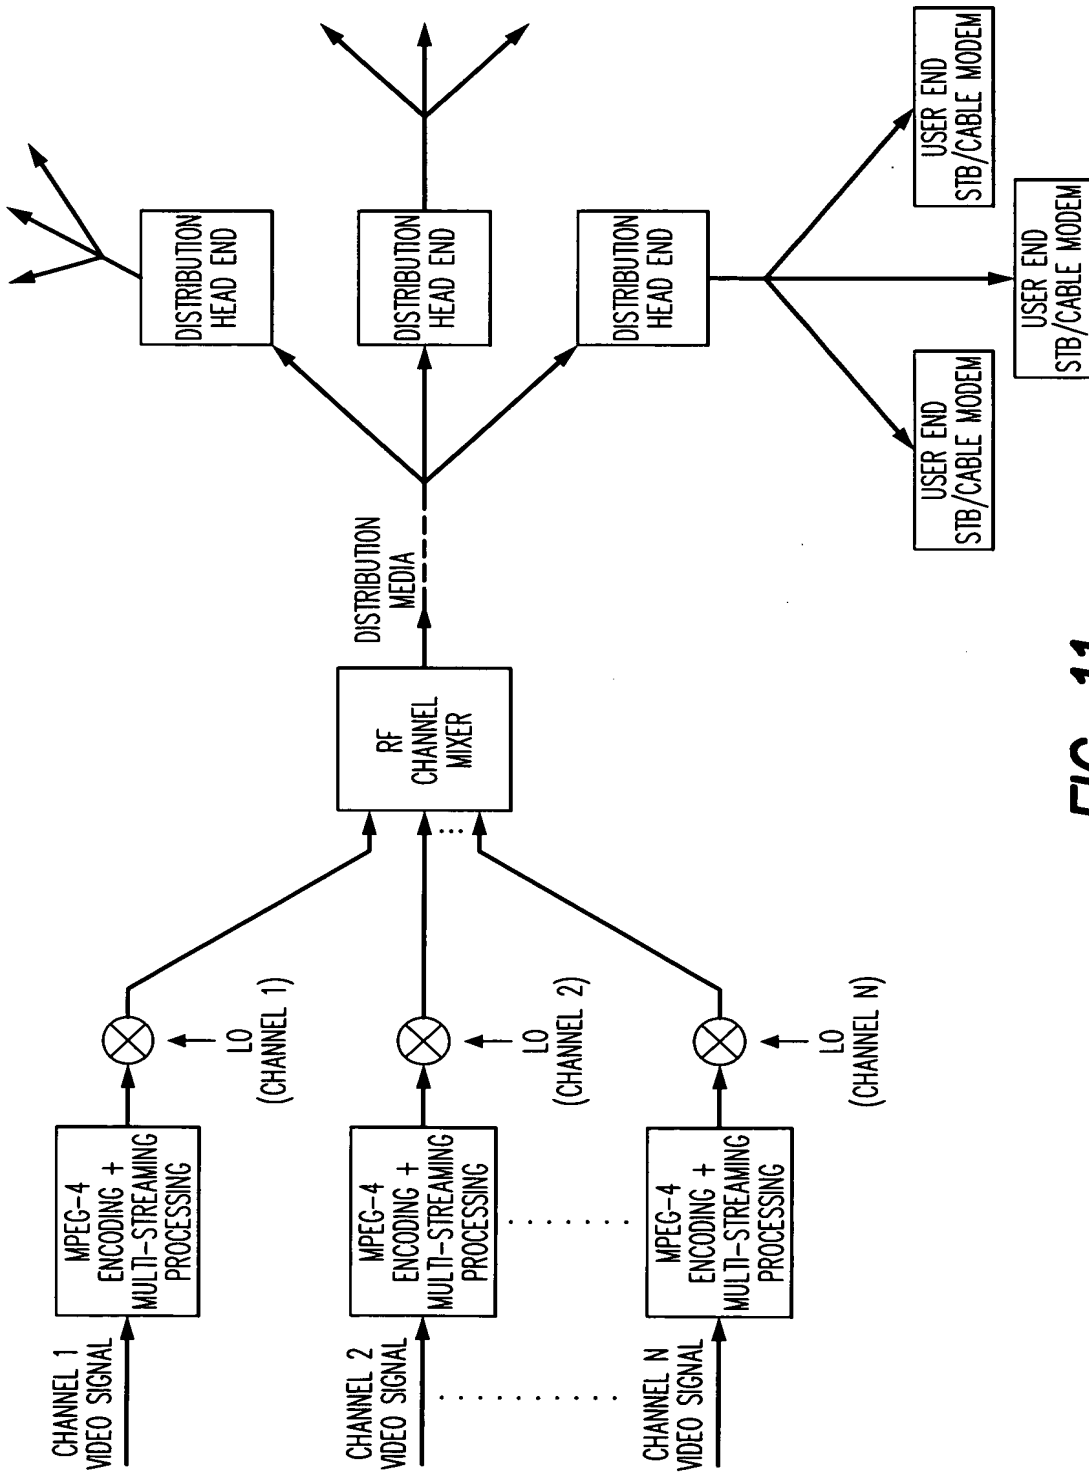 CHANNEL 1
VIDEO SIGNAL
MPEG-4
ENCODING +
MULTI-STREAMING
PROCESSING
LO
(CHANNEL 1)
CHANNEL 2
VIDEO SIGNAL
MPEG-4
ENCODING +
MULTI-STREAMING
PROCESSING
LO
(CHANNEL 2)
CHANNEL N
VIDEO SIGNAL
MPEG-4
ENCODING +
MULTI-STREAMING
PROCESSING
LO
(CHANNEL N)
RF
CHANNEL
MIXER
...
DISTRIBUTION
MEDIA
DISTRIBUTION
HEAD END
DISTRIBUTION
HEAD END
DISTRIBUTION
HEAD END
USER END
STB/CABLE MODEM
USER END
STB/CABLE MODEM
USER END
STB/CABLE MODEM
FIG. 11